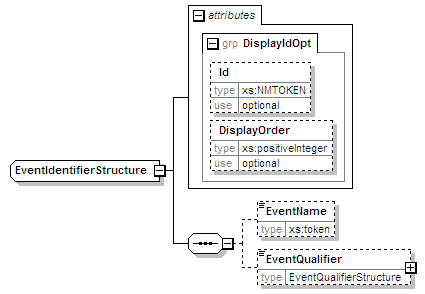 attributes
grp DisplayIdOpt
Id
type xs:NMTOKEN
use optional
DisplayOrder
type xs:positiveInteger
use optional
EventIdentifierStructure
EventName
type xs:token
EventQualifier
type EventQualifierStructure